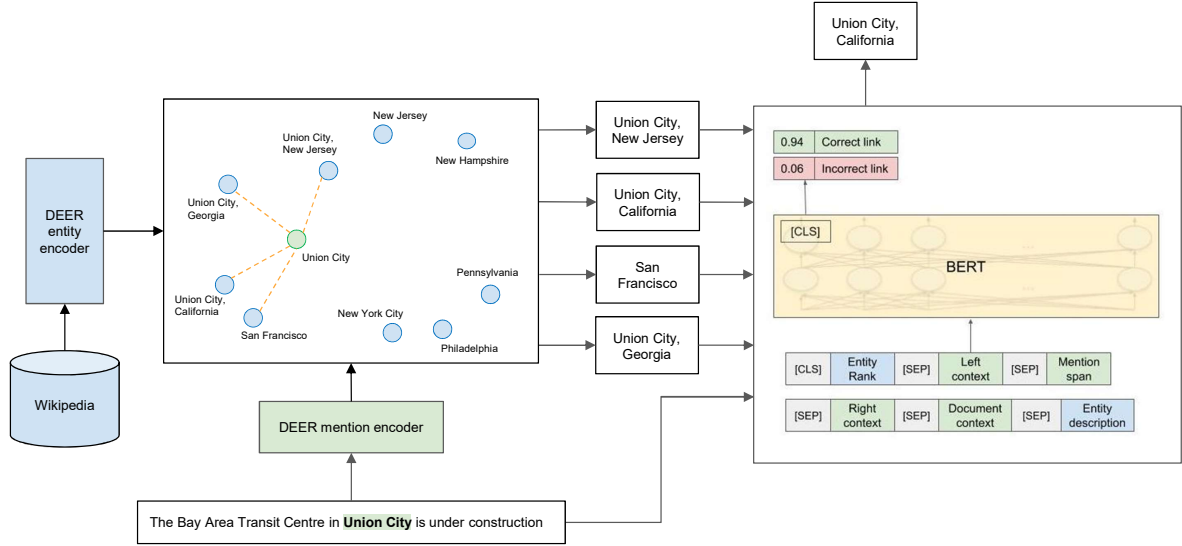 Union City,
California
DEER
entity
encoder
Wikipedia
New Jersey
Union City,
New Jersey
New Hampshire
Union City,
Georgia
Union City
Pennsylvania
Union City,
California
San Francisco
New York City
Philadelphia
DEER mention encoder
The Bay Area Transit Centre in Union City is under construction
Union City,
New Jersey
Union City,
California
San
Francisco
Union City,
Georgia
0.94 Correct link
0.06 Incorrect link
[CLS]
...
BERT
...
[CLS] Entity Rank [SEP] Left context [SEP] Mention span
[SEP] Right context [SEP] Document context [SEP] Entity description